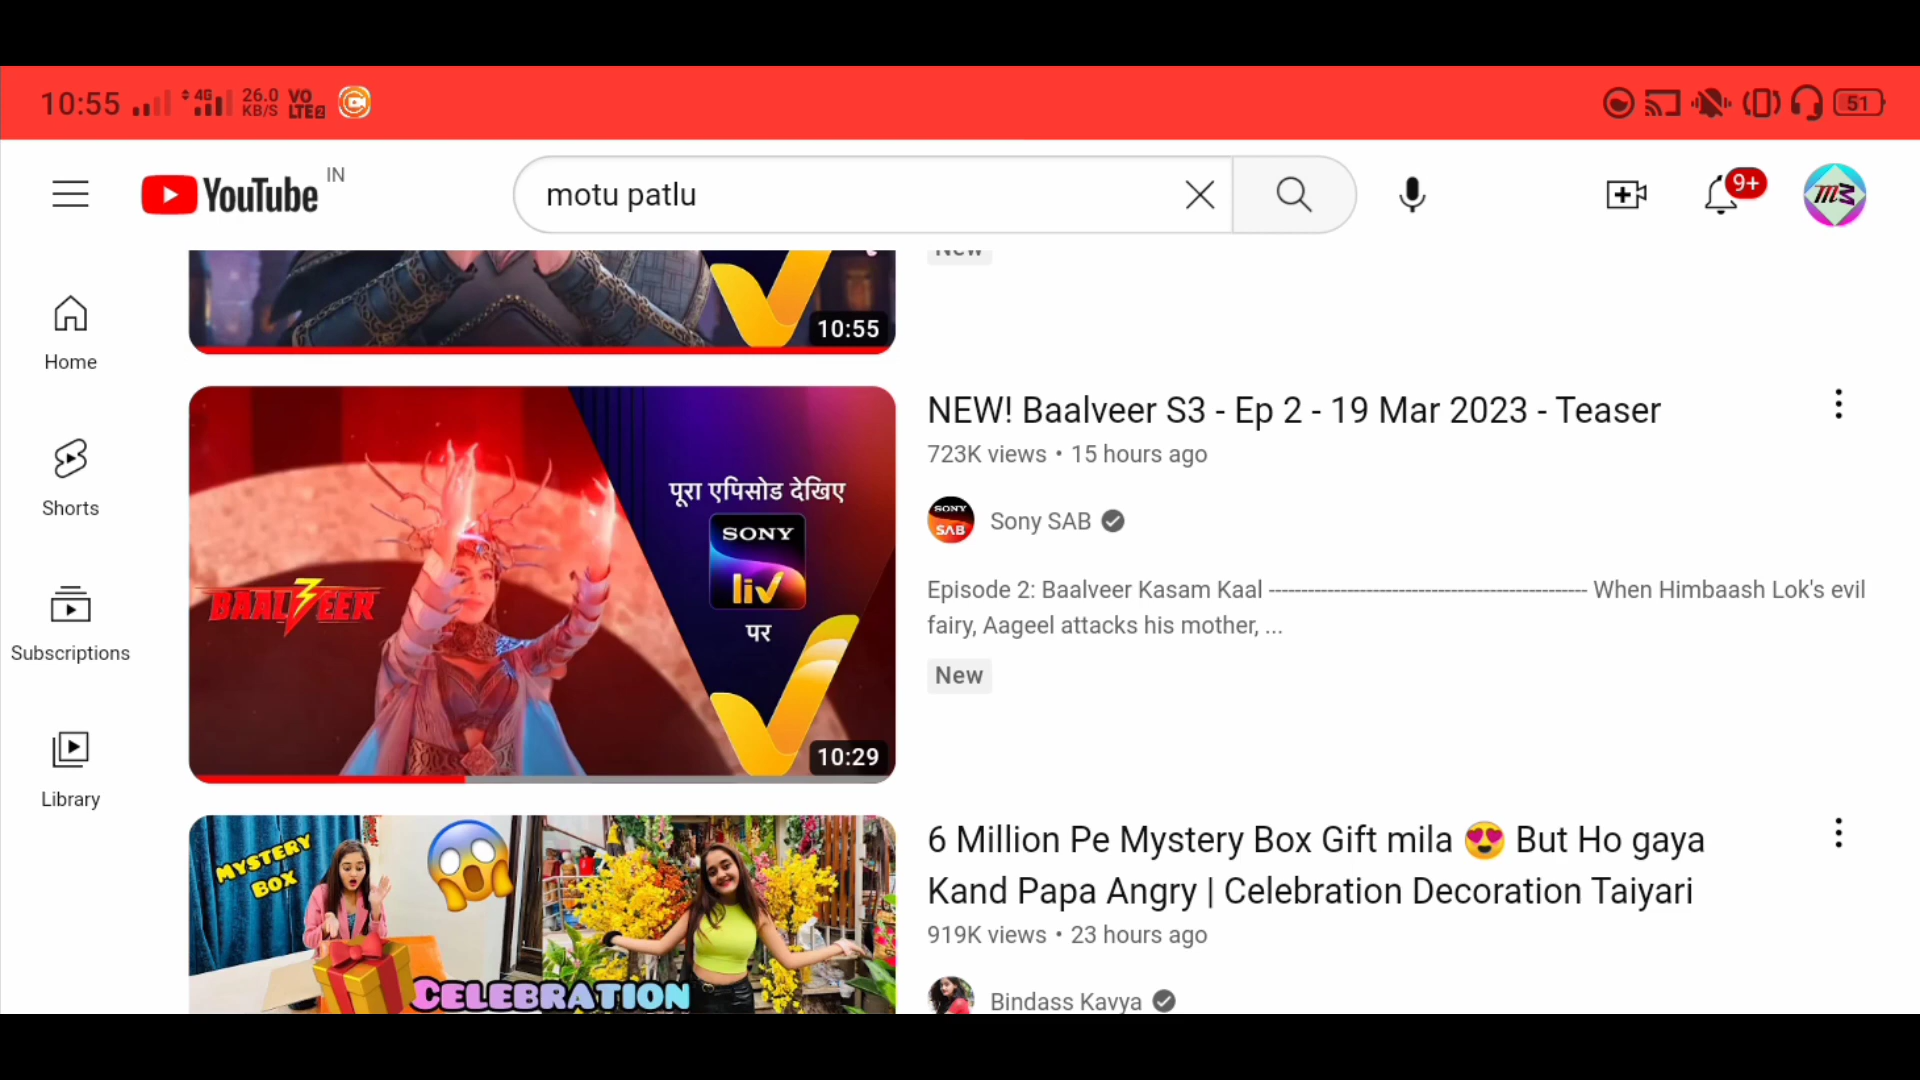 10:55 4G 26.0 KB/S VO LTE2 51
YouTube IN
motu patlu
9+
New
10:55
Home
Shorts
Subscriptions
Library
BAALVEER
पूरा एपिसोड देखिए
SONY
liv
पर
10:29
NEW! Baalveer S3 - Ep 2 - 19 Mar 2023 - Teaser
723K views • 15 hours ago
SONY SAB
Sony SAB
Episode 2: Baalveer Kasam Kaal ------------------------------------------------ When Himbaash Lok's evil
fairy, Aageel attacks his mother, ...
New
MYSTERY
BOX
CELEBRATION
6 Million Pe Mystery Box Gift mila 😍 But Ho gaya
Kand Papa Angry | Celebration Decoration Taiyari
919K views • 23 hours ago
Bindass Kavya